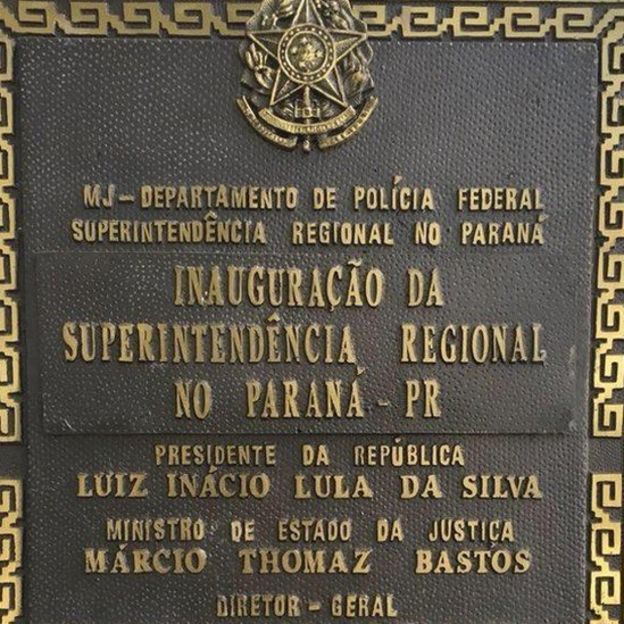 MJ - DEPARTAMENTO DE POLÍCIA FEDERAL
SUPERINTENDÊNCIA REGIONAL NO PARANÁ
INAUGURAÇÃO DA
SUPERINTENDÊNCIA REGIONAL
NO PARANÁ - PR
PRESIDENTE DA REPÚBLICA
LUIZ INÁCIO LULA DA SILVA
MINISTRO DE ESTADO DA JUSTIÇA
MÁRCIO THOMAZ BASTOS
DIRETOR - GERAL